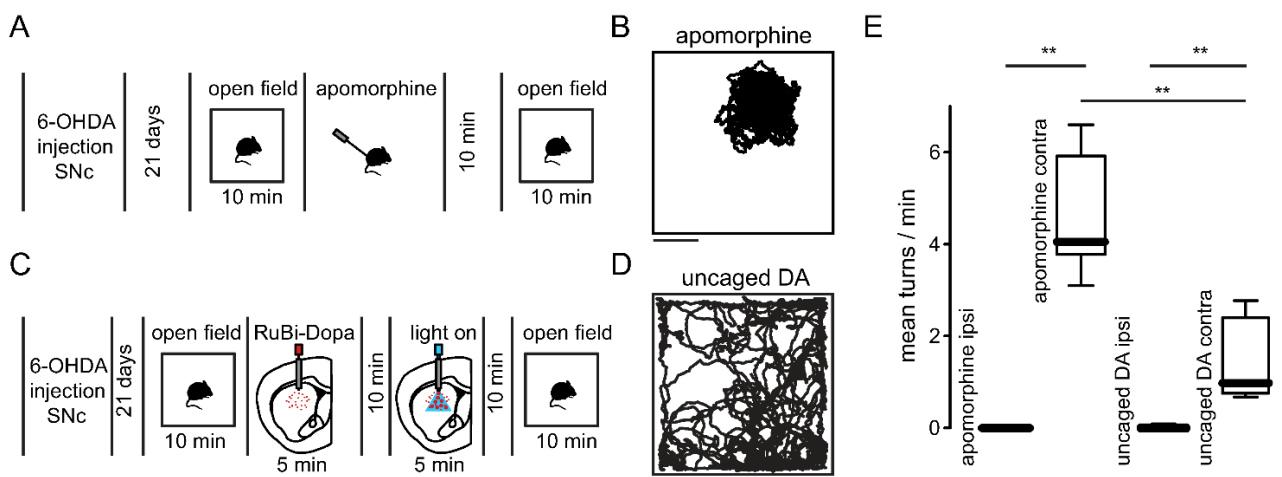 A
6-OHDA
injection
SNc
21 days
open field
10 min
apomorphine
10 min
open field
10 min
B
apomorphine
C
6-OHDA
injection
SNc
21 days
open field
10 min
RuBi-Dopa
5 min
10 min
light on
5 min
10 min
open field
10 min
D
uncaged DA
E
**
**
**
mean turns / min
6
4
2
0
apomorphine ipsi
apomorphine contra
uncaged DA ipsi
uncaged DA contra